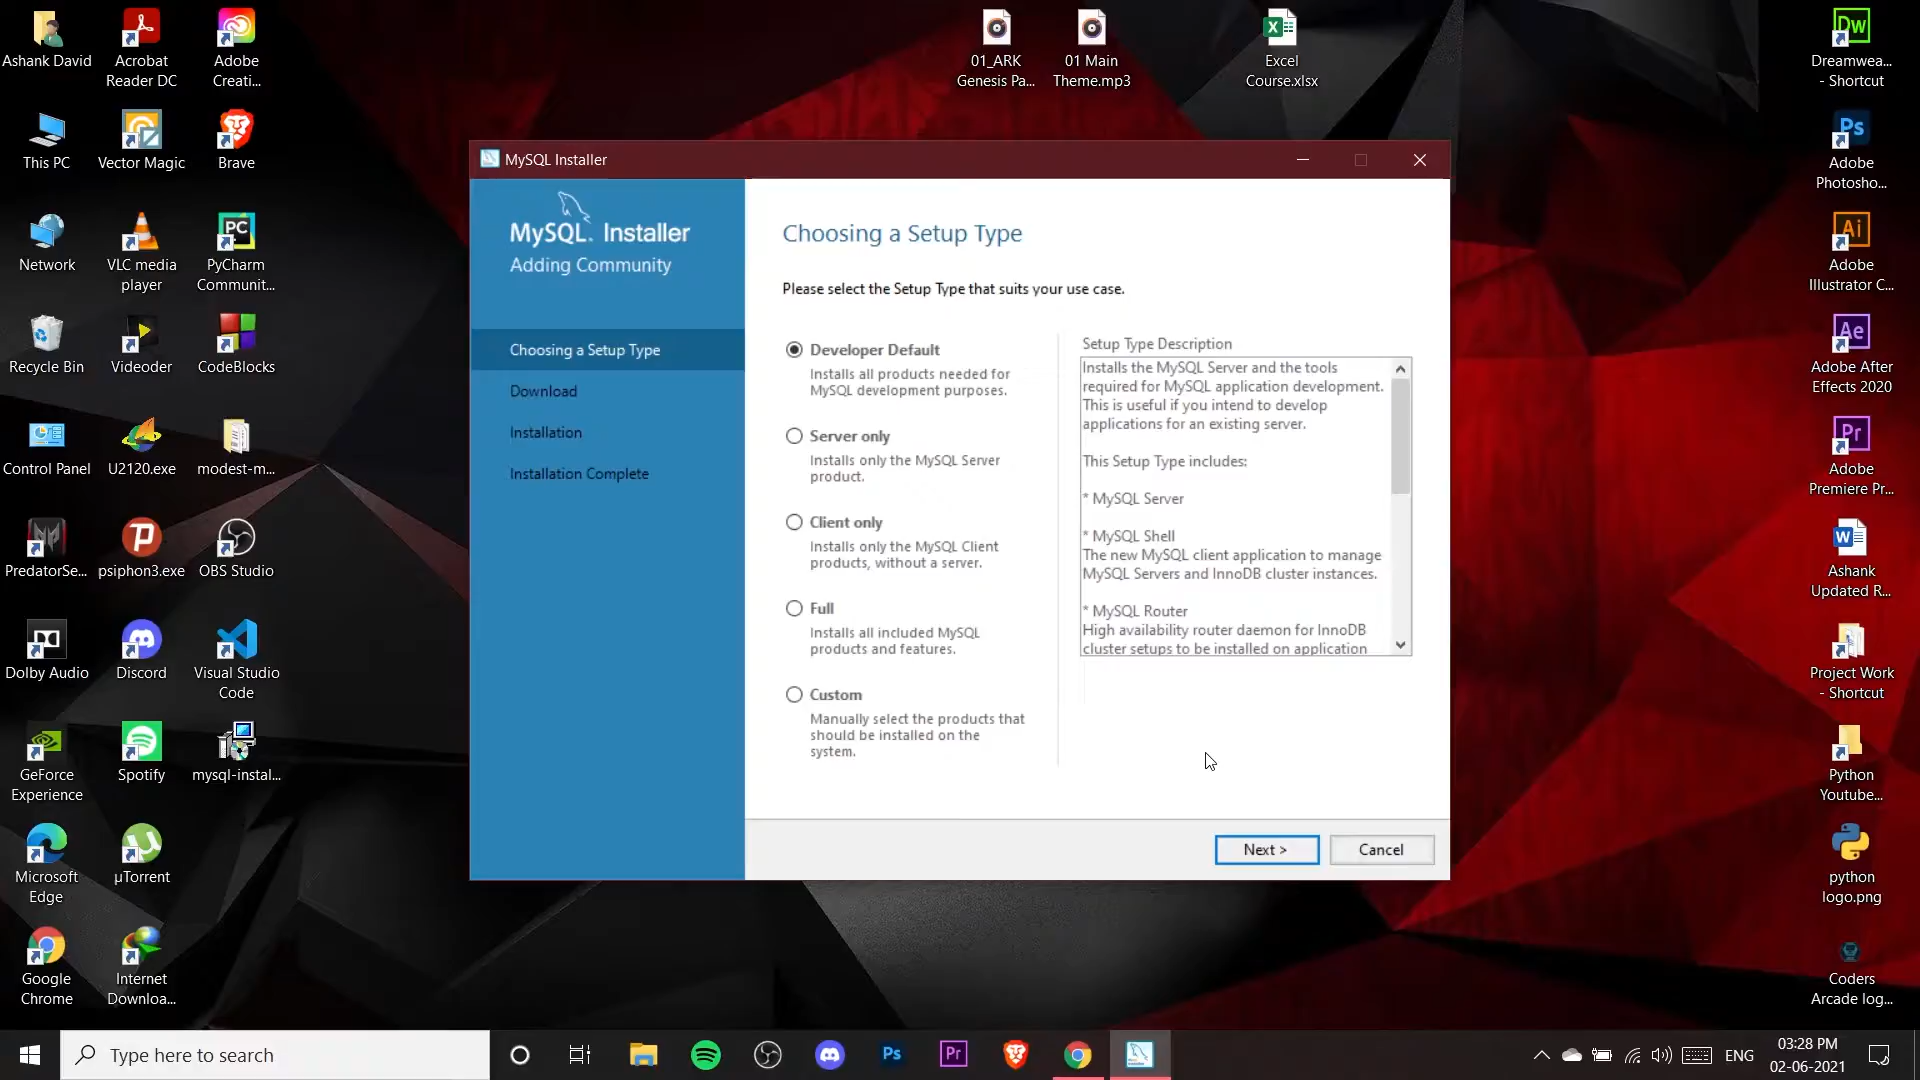 Ashank David
Acrobat
Reader DC
Adobe
Creati...
01_ARK
Genesis Pa...
01 Main
Theme.mp3
Excel
Course.xlsx
Dw
Dreamwea...
- Shortcut
This PC
Vector Magic
Brave
Ps
Adobe
Photosho...
Network
VLC media
player
PC
PyCharm
Communit...
Ai
Adobe
Illustrator C...
Recycle Bin
Videoder
CodeBlocks
Ae
Adobe After
Effects 2020
Control Panel
U2120.exe
modest-m...
Pr
Adobe
Premiere Pr...
PredatorSe...
psiphon3.exe
OBS Studio
W
Ashank
Updated R...
Dolby Audio
Discord
Visual Studio
Code
Project Work
- Shortcut
GeForce
Experience
Spotify
mysql-instal...
Python
Youtube...
Microsoft
Edge
µTorrent
python
logo.png
Google
Chrome
Internet
Downloa...
Coders
Arcade log...
MySQL Installer
MySQL. Installer
Adding Community
Choosing a Setup Type
Download
Installation
Installation Complete
Choosing a Setup Type
Please select the Setup Type that suits your use case.
Developer Default
Installs all products needed for
MySQL development purposes.
Server only
Installs only the MySQL Server
product.
Client only
Installs only the MySQL Client
products, without a server.
Full
Installs all included MySQL
products and features.
Custom
Manually select the products that
should be installed on the
system.
Setup Type Description
Installs the MySQL Server and the tools
required for MySQL application development.
This is useful if you intend to develop
applications for an existing server.
This Setup Type includes:
* MySQL Server
* MySQL Shell
The new MySQL client application to manage
MySQL Servers and InnoDB cluster instances.
* MySQL Router
High availability router daemon for InnoDB
cluster setups to be installed on application
Next >
Cancel
Type here to search
Ps
Pr
ENG
03:28 PM
02-06-2021